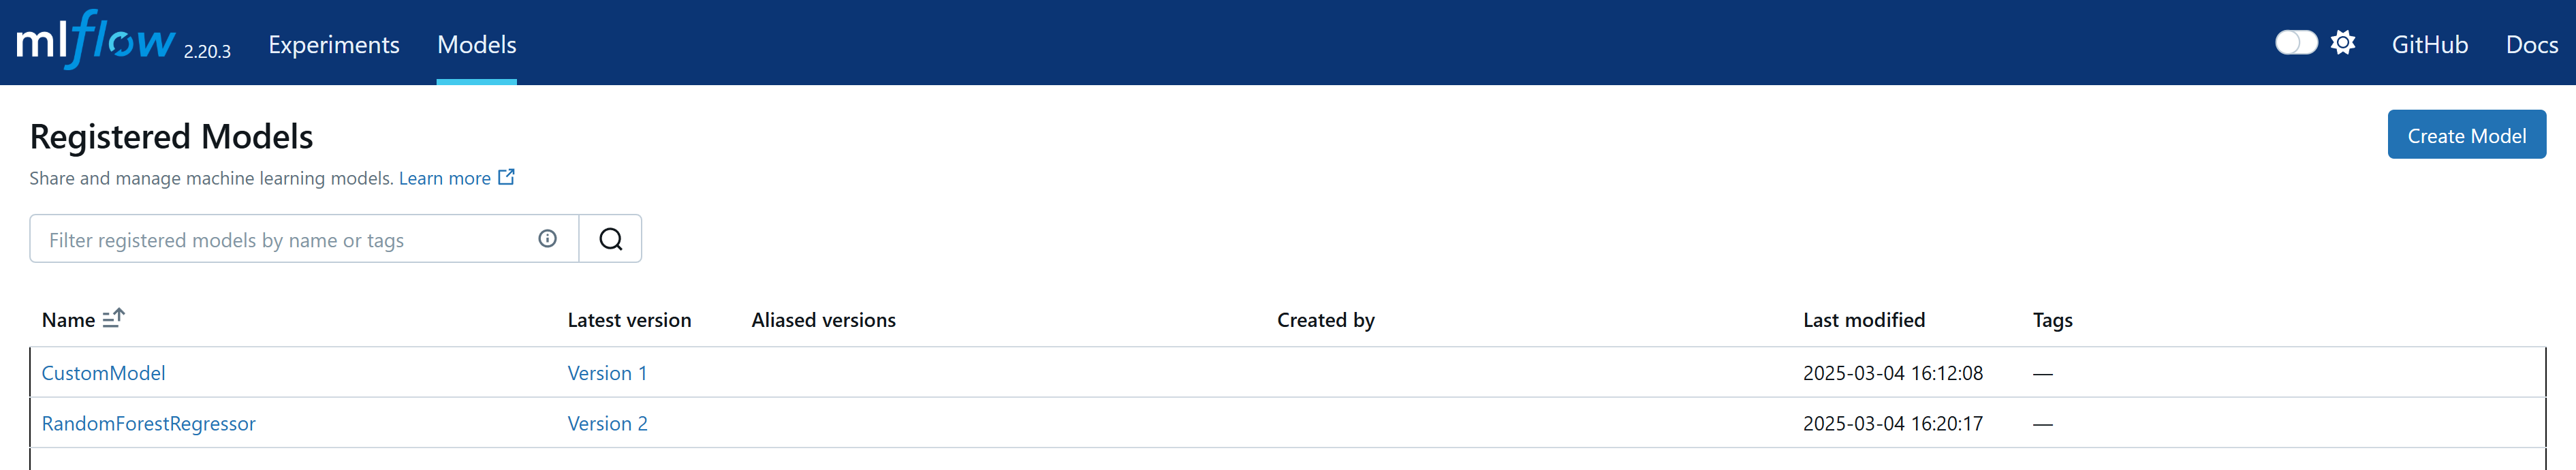 mlflow 2.20.3 Experiments Models GitHub Docs
Registered Models Create Model
Share and manage machine learning models. Learn more
Filter registered models by name or tags
Name Latest version Aliased versions Created by Last modified Tags
CustomModel Version 1 2025-03-04 16:12:08 —
RandomForestRegressor Version 2 2025-03-04 16:20:17 —